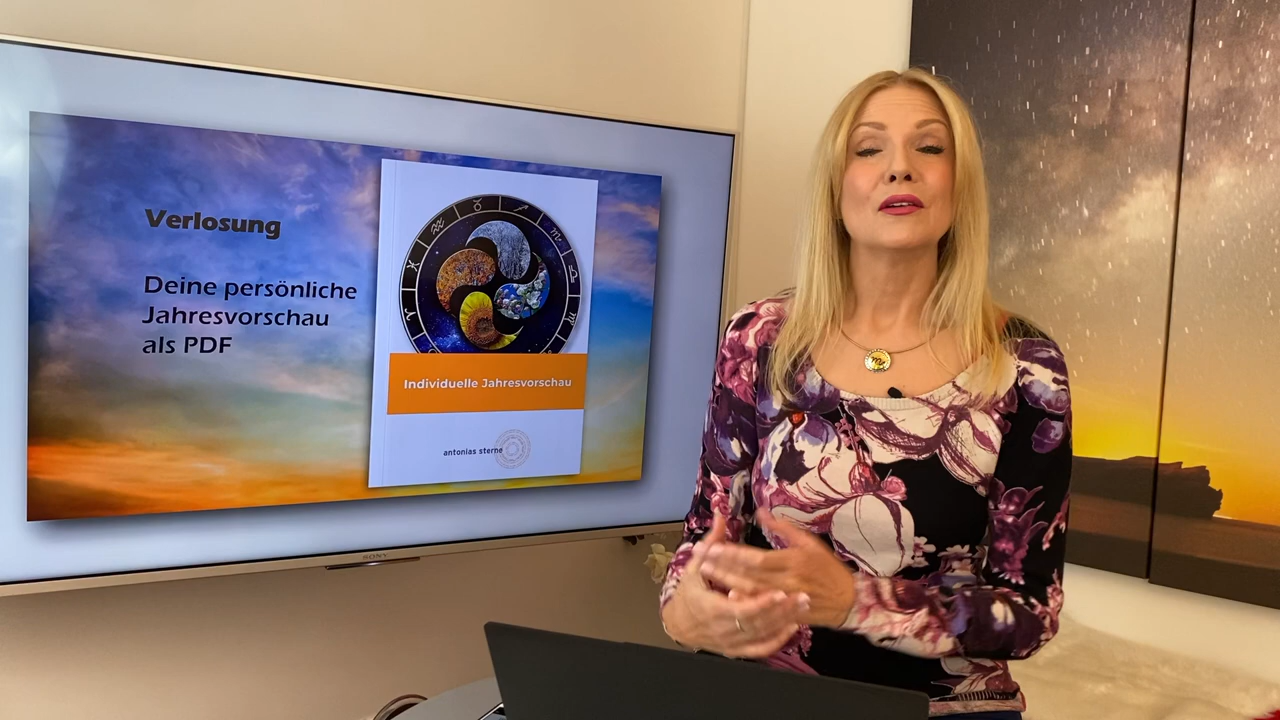 Verlosung
Deine persönliche
Jahresvorschau
als PDF
Individuelle Jahresvorschau
antonias sterne
SONY